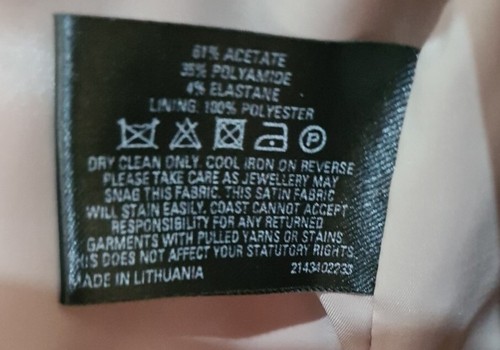 61% ACETATE
35% POLYAMIDE
4% ELASTANE
LINING: 100% POLYESTER
P
DRY CLEAN ONLY. COOL IRON ON REVERSE
PLEASE TAKE CARE AS JEWELLERY MAY
SNAG THIS FABRIC. THIS SATIN FABRIC
WILL STAIN EASILY. COAST CANNOT ACCEPT
RESPONSIBILITY FOR ANY RETURNED
GARMENTS WITH PULLED YARNS OR STAINS.
HIS DOES NOT AFFECT YOUR STATUTORY RIGHTS.
MADE IN LITHUANIA 2143402233